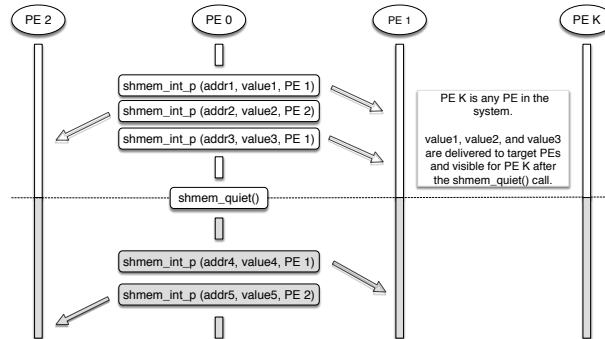 PE 2
PE 0
PE 1
PE K
shmem_int_p (addr1, value1, PE 1)
shmem_int_p (addr2, value2, PE 2)
shmem_int_p (addr3, value3, PE 1)
PE K is any PE in the
system.
value1, value2, and value3
are delivered to target PEs
and visible for PE K after
the shmem_quiet() call.
shmem_quiet()
shmem_int_p (addr4, value4, PE 1)
shmem_int_p (addr5, value5, PE 2)